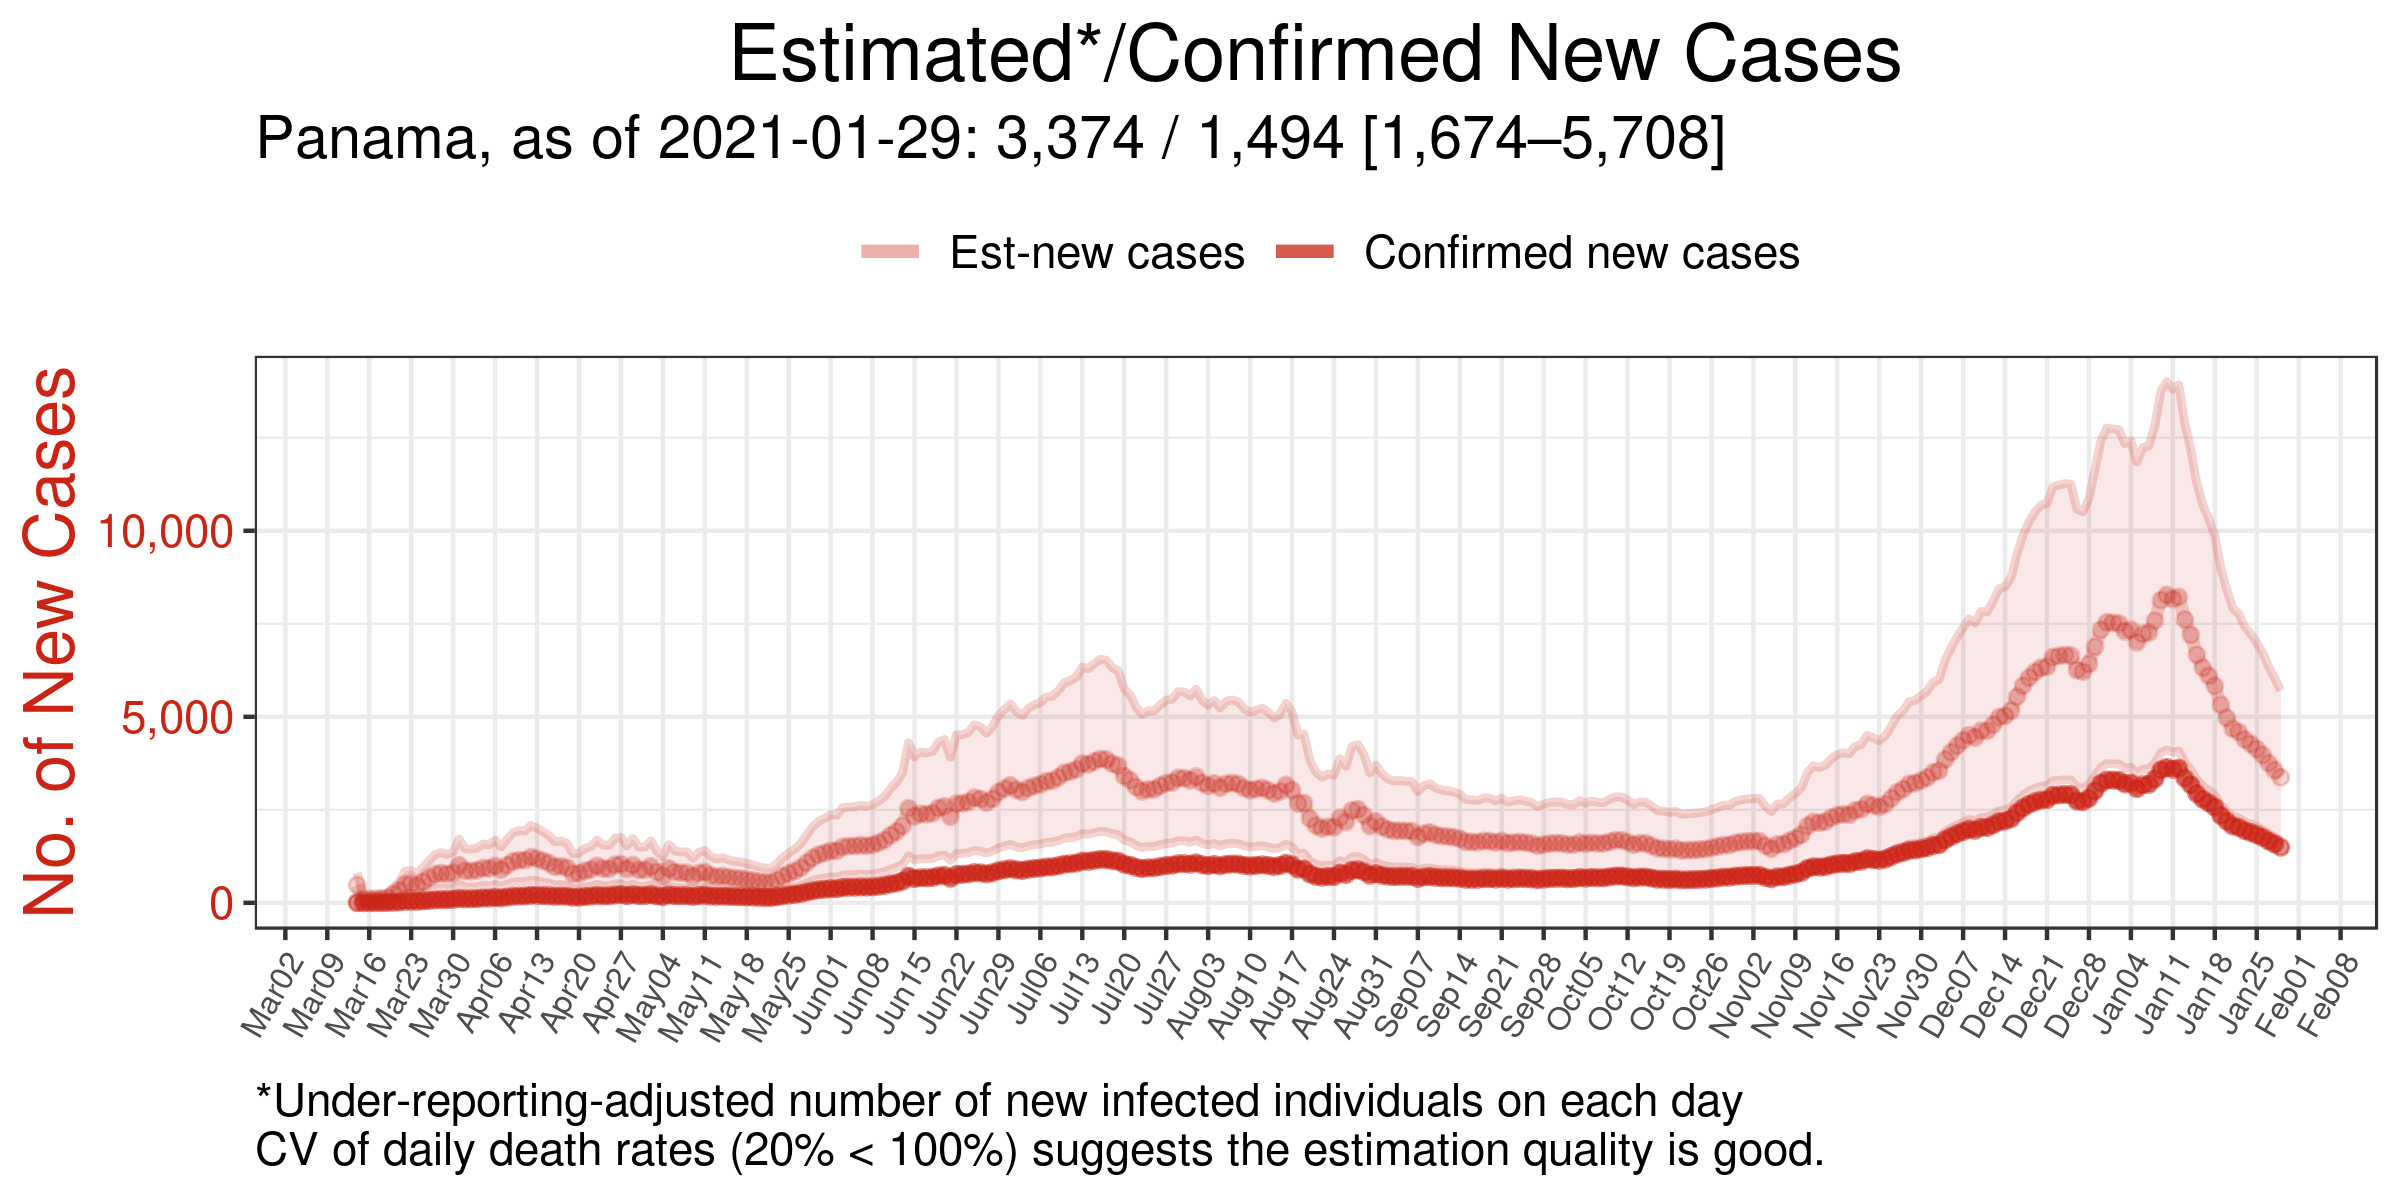 Estimated*/Confirmed New Cases
Panama, as of 2021-01-29: 3,374 / 1,494 [1,674–5,708]
Est-new cases
Confirmed new cases
No. of New Cases
10,000
5,000
0
Mar02
Mar09
Mar16
Mar23
Mar30
Apr06
Apr13
Apr20
Apr27
May04
May11
May18
May25
Jun01
Jun08
Jun15
Jun22
Jun29
Jul06
Jul13
Jul20
Jul27
Aug03
Aug10
Aug17
Aug24
Aug31
Sep07
Sep14
Sep21
Sep28
Oct05
Oct12
Oct19
Oct26
Nov02
Nov09
Nov16
Nov23
Nov30
Dec07
Dec14
Dec21
Dec28
Jan04
Jan11
Jan18
Jan25
Feb01
Feb08
*Under-reporting-adjusted number of new infected individuals on each day
CV of daily death rates (20% < 100%) suggests the estimation quality is good.